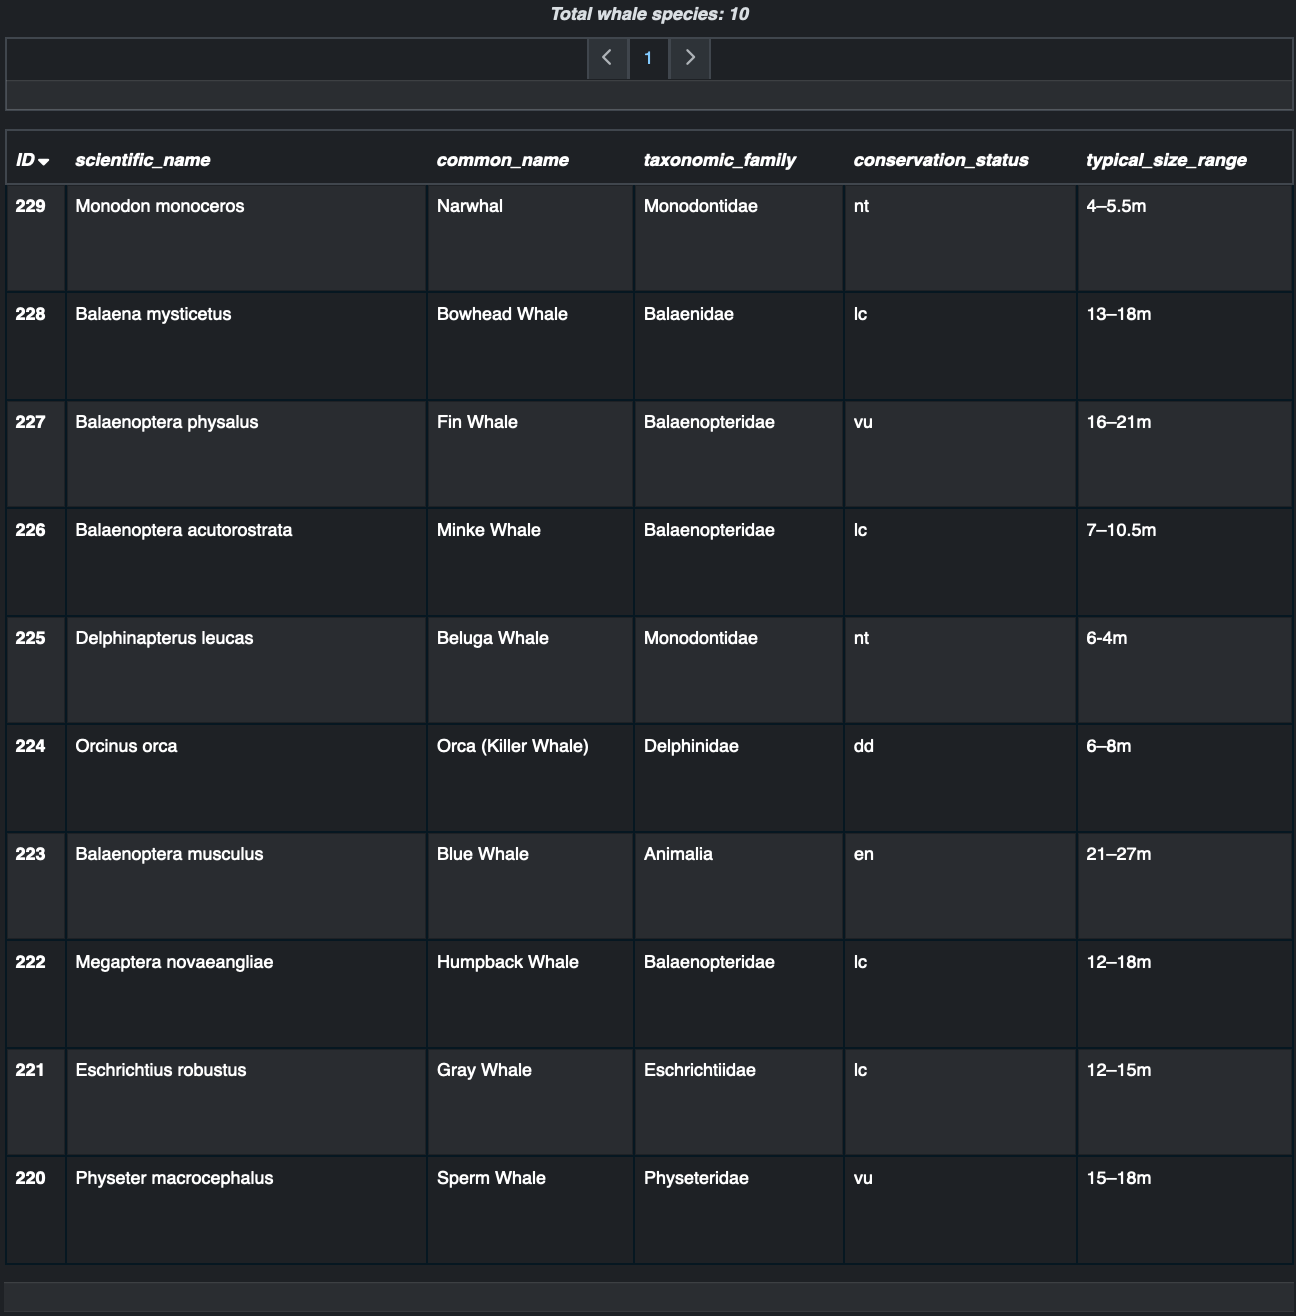 Total whale species: 10
1
ID scientific_name common_name taxonomic_family conservation_status typical_size_range
229 Monodon monoceros Narwhal Monodontidae nt 4–5.5m
228 Balaena mysticetus Bowhead Whale Balaenidae lc 13–18m
227 Balaenoptera physalus Fin Whale Balaenopteridae vu 16–21m
226 Balaenoptera acutorostrata Minke Whale Balaenopteridae lc 7–10.5m
225 Delphinapterus leucas Beluga Whale Monodontidae nt 6-4m
224 Orcinus orca Orca (Killer Whale) Delphinidae dd 6–8m
223 Balaenoptera musculus Blue Whale Animalia en 21–27m
222 Megaptera novaeangliae Humpback Whale Balaenopteridae lc 12–18m
221 Eschrichtius robustus Gray Whale Eschrichtiidae lc 12–15m
220 Physeter macrocephalus Sperm Whale Physeteridae vu 15–18m